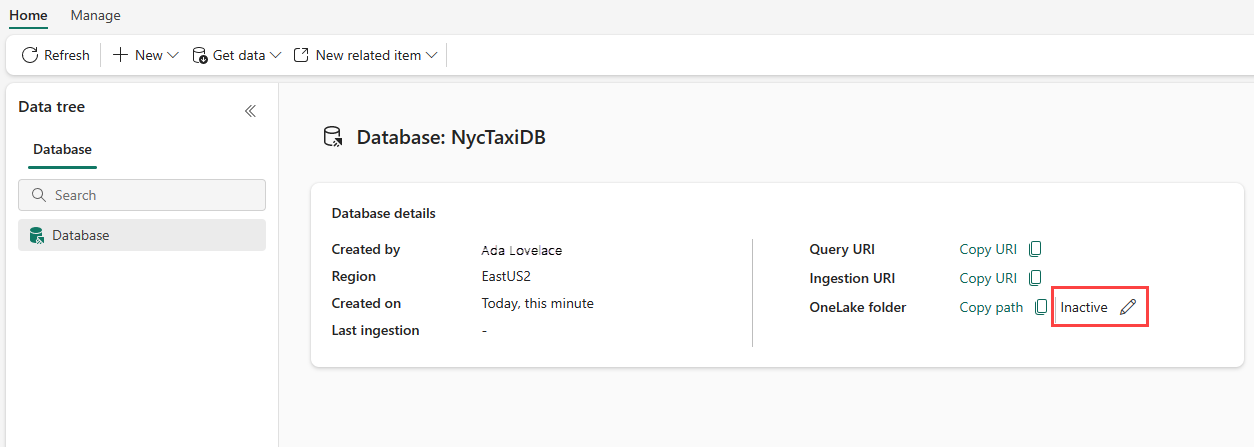 Home Manage
Refresh New Get data New related item
Data tree
Database
Search
Database
Database: NycTaxiDB
Database details
Created by Ada Lovelace
Region EastUS2
Created on Today, this minute
Last ingestion -
Query URI Copy URI
Ingestion URI Copy URI
OneLake folder Copy path Inactive